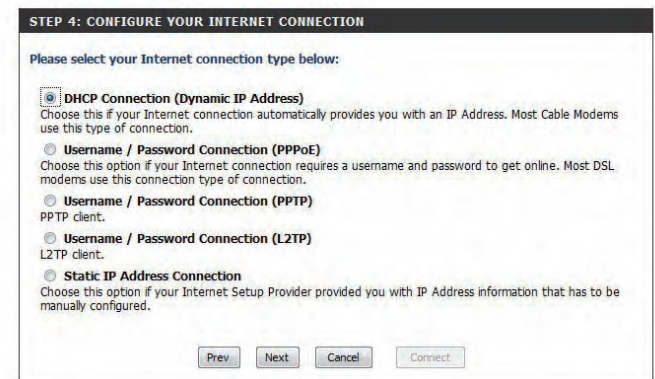 STEP 4: CONFIGURE YOUR INTERNET CONNECTION
Please select your Internet connection type below:
DHCP Connection (Dynamic IP Address)
Choose this if your Internet connection automatically provides you with an IP Address. Most Cable Modems
use this type of connection.
Username / Password Connection (PPPoE)
Choose this option if your Internet connection requires a username and password to get online. Most DSL
modems use this connection type of connection.
Username / Password Connection (PPTP)
PPTP client.
Username / Password Connection (L2TP)
L2TP client.
Static IP Address Connection
Choose this option if your Internet Setup Provider provided you with IP Address information that has to be
manually configured.
Prev Next Cancel Connect